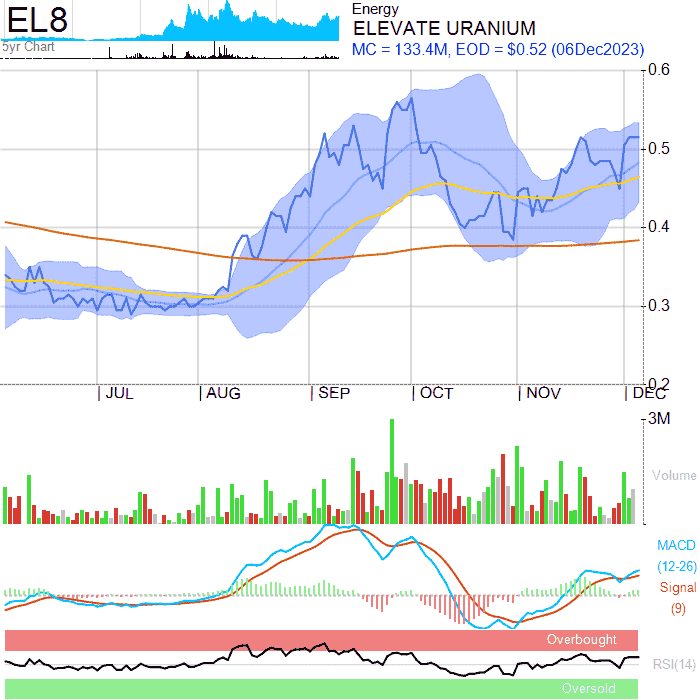 EL8
Energy
ELEVATE URANIUM
MC = 133.4M, EOD = $0.52 (06Dec2023)
5yr Chart
0.6
0.5
0.4
0.3
0.2
JUL AUG SEP OCT NOV DEC
3M
Volume
MACD
(12-26)
Signal
(9)
Overbought
RSI(14)
Oversold